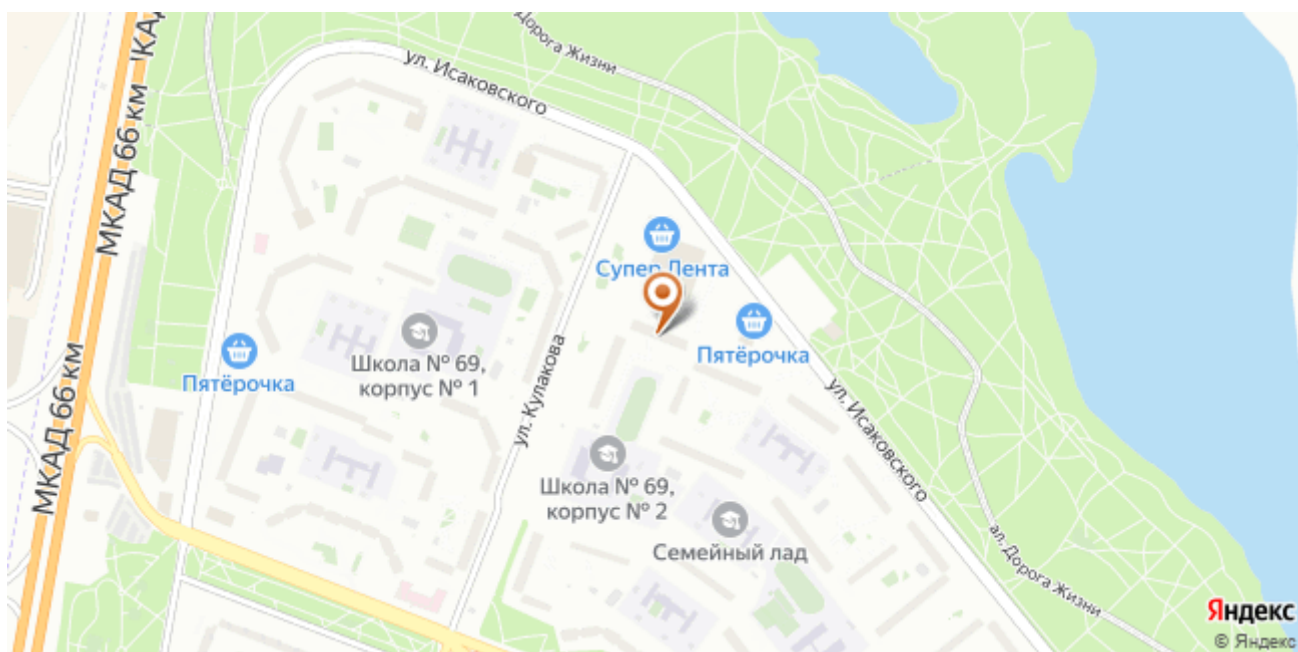 МКАД 66 км
'КАД
Дорога Жизни
ул. Исаковского
Супер Лента
Пятёрочка
Школа № 69,
корпус № 1
Пятёрочка
ул. Кулакова
МКАД 66 км
ул. Исаковского
Школа № 69,
корпус № 2
Семейный лад
ал. Дорога Жизни
Яндекс
© Яндекс